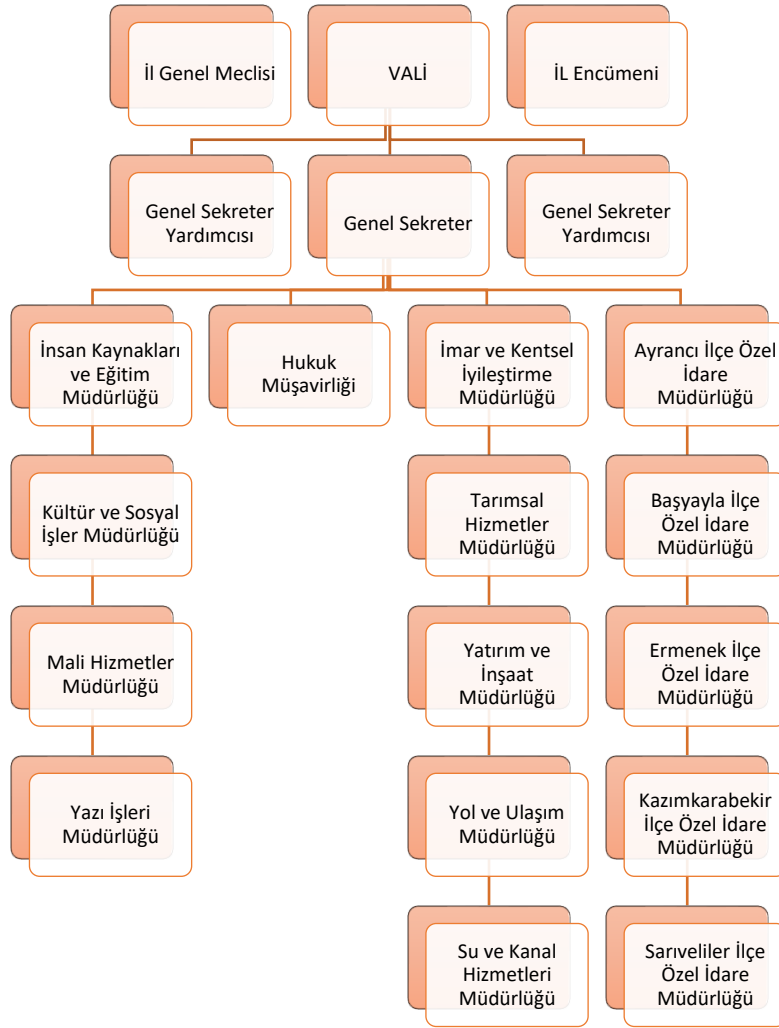 İl Genel Meclisi
VALİ
İL Encümeni
Genel Sekreter
Yardımcısı
Genel Sekreter
Genel Sekreter
Yardımcısı
İnsan Kaynakları
ve Eğitim
Müdürlüğü
Hukuk
Müşavirliği
İmar ve Kentsel
İyileştirme
Müdürlüğü
Ayrancı İlçe Özel
İdare
Müdürlüğü
Kültür ve Sosyal
İşler Müdürlüğü
Tarımsal
Hizmetler
Müdürlüğü
Başyayla İlçe
Özel İdare
Müdürlüğü
Mali Hizmetler
Müdürlüğü
Yatırım ve
İnşaat
Müdürlüğü
Ermenek İlçe
Özel İdare
Müdürlüğü
Yazı İşleri
Müdürlüğü
Yol ve Ulaşım
Müdürlüğü
Kazımkarabekir
İlçe Özel İdare
Müdürlüğü
Su ve Kanal
Hizmetleri
Müdürlüğü
Sarıveliler İlçe
Özel İdare
Müdürlüğü